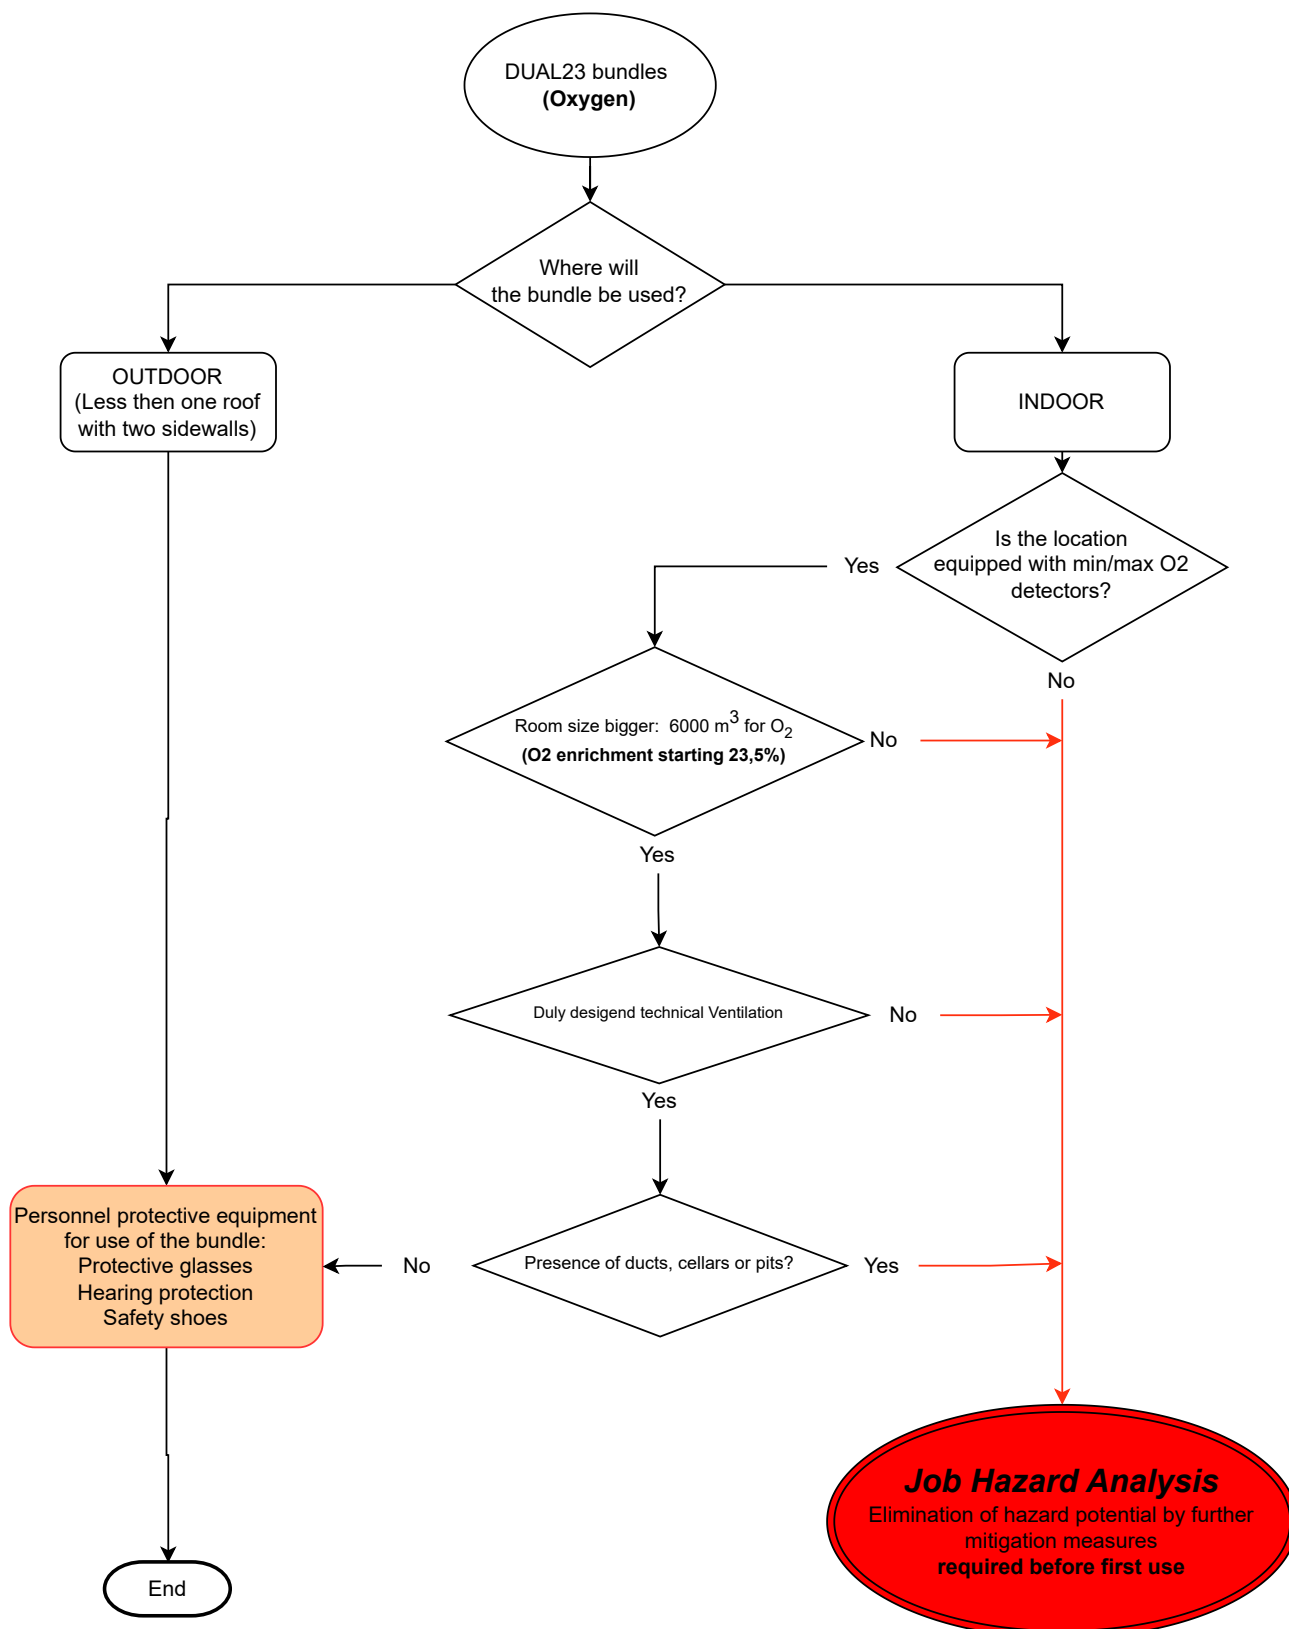 DUAL23 bundles
(Oxygen)
Where will
the bundle be used?
OUTDOOR
(Less then one roof
with two sidewalls)
INDOOR
Is the location
equipped with min/max O2
detectors?
Yes
No
Room size bigger: 6000 m³ for O₂
(O2 enrichment starting 23,5%)
No
Yes
Duly desigend technical Ventilation
No
Yes
Presence of ducts, cellars or pits?
No
Yes
Personnel protective equipment
for use of the bundle:
Protective glasses
Hearing protection
Safety shoes
Job Hazard Analysis
Elimination of hazard potential by further
mitigation measures
required before first use
End